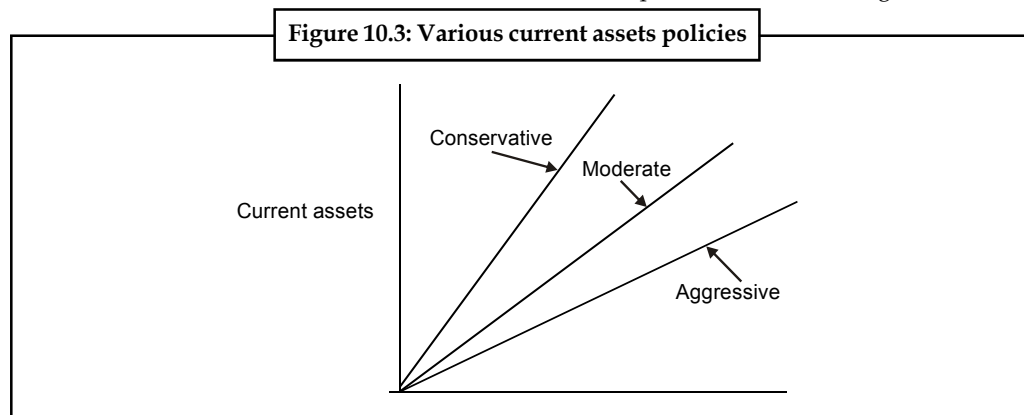 Figure 10.3: Various current assets policies
Conservative
Moderate
Current assets
Aggressive